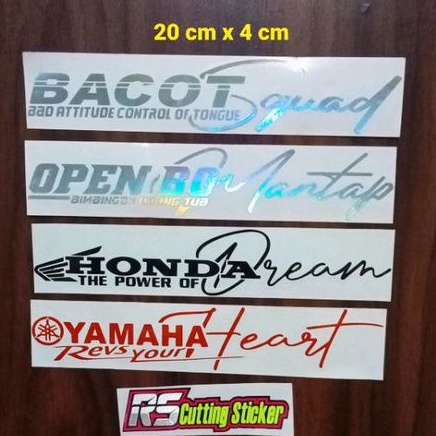 20 cm x 4 cm
BACOT Squad
BAD ATTITUDE CONTROL OF TONGUE
OPEN BO Mantap
HONDA Dream
THE POWER OF
YAMAHA Heart
Revs your
RS Cutting Sticker